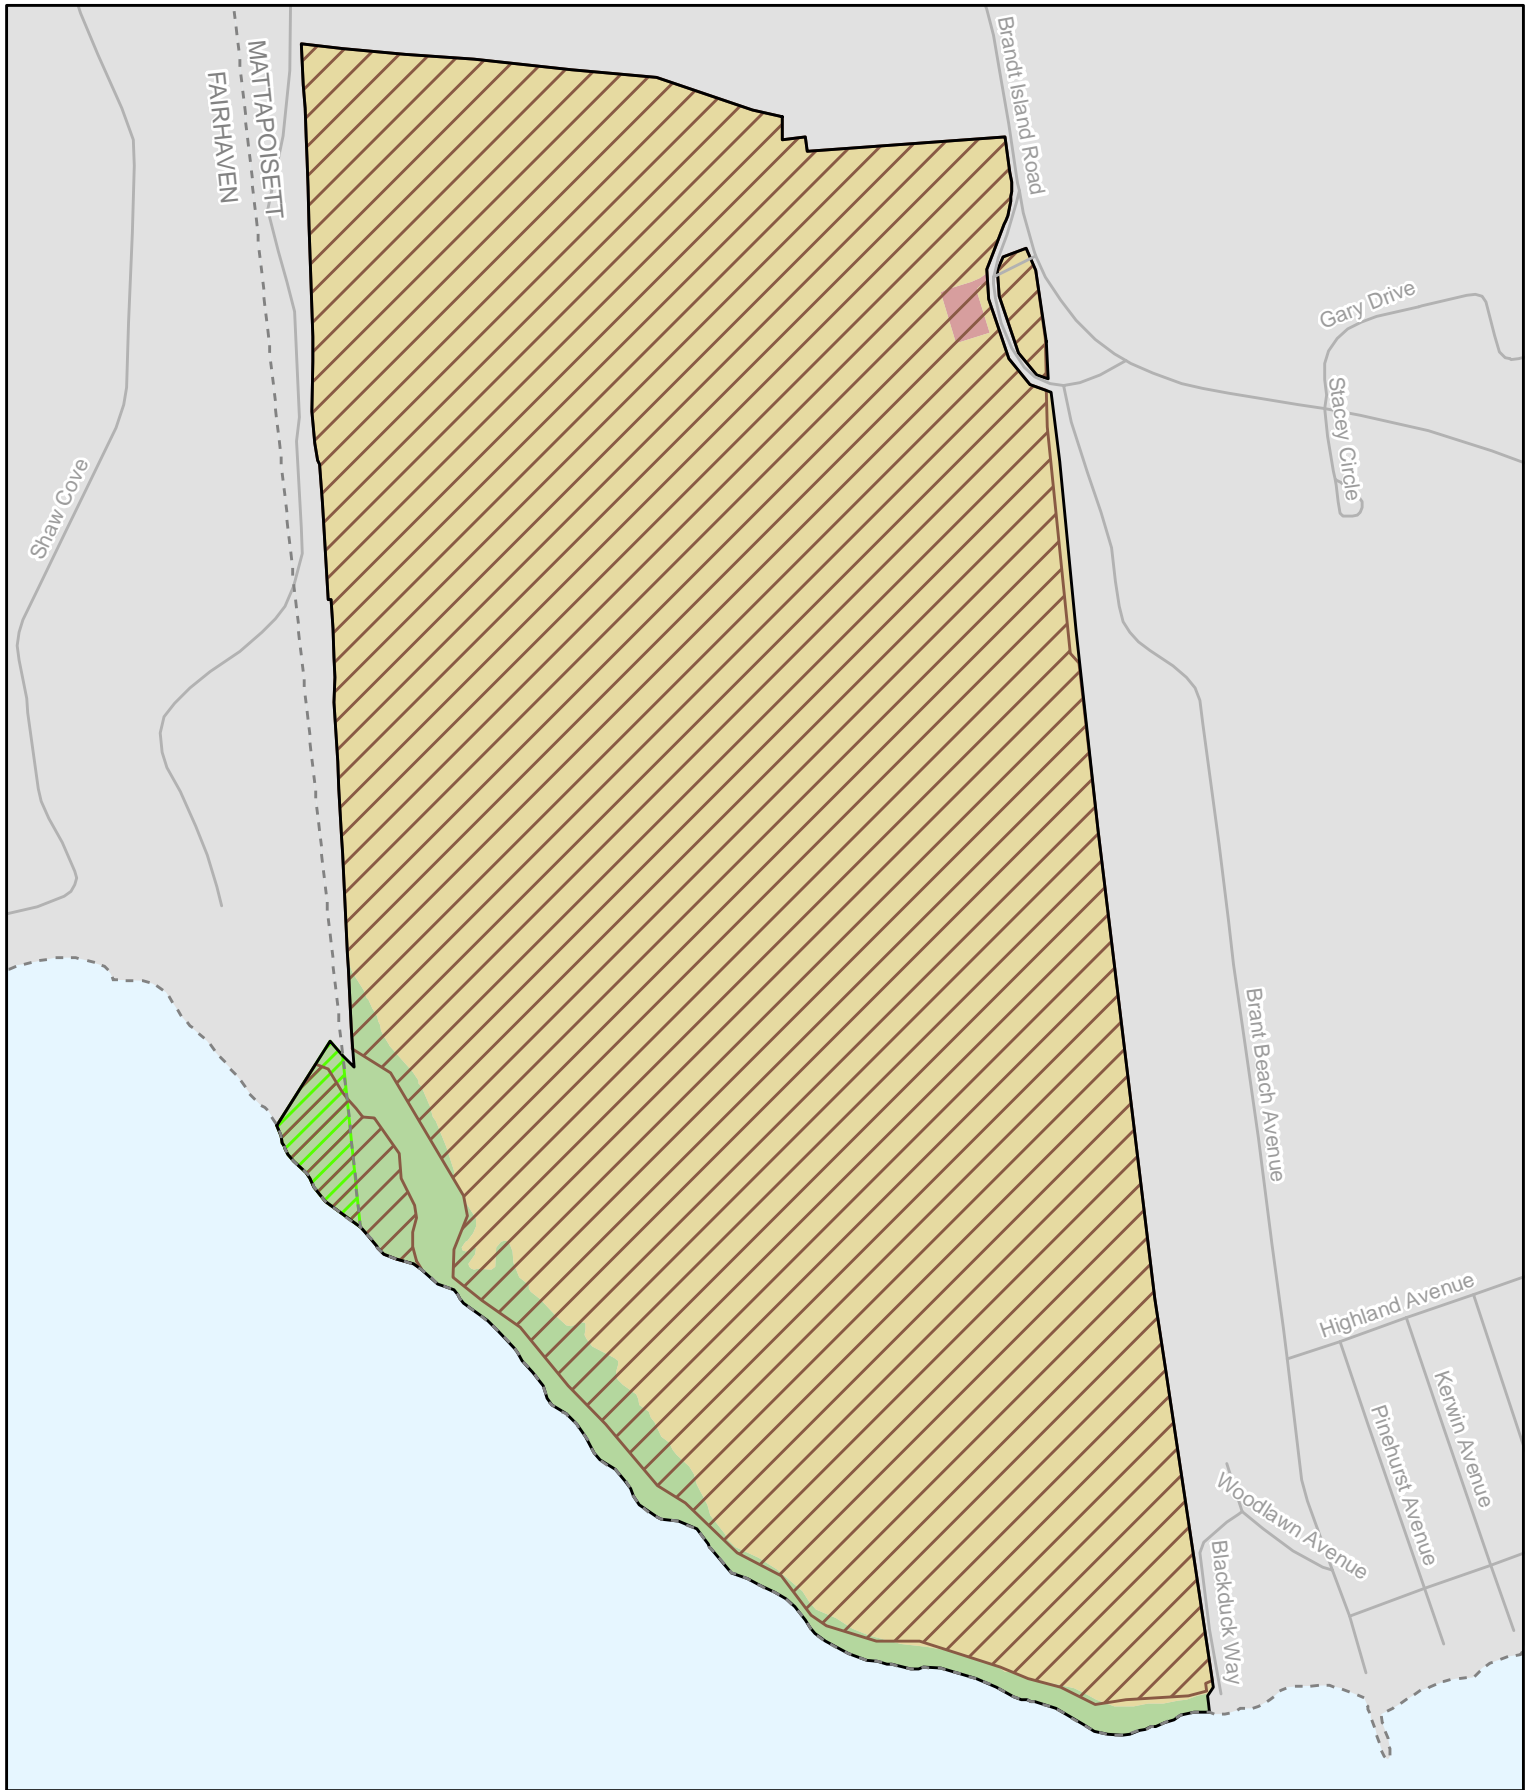 MATTAPOISETT
FAIRHAVEN
Brandt Island Road
Gary Drive
Stacey Circle
Shaw Cove
Brant Beach Avenue
Highland Avenue
Kerwin Avenue
Pinehurst Avenue
Woodlawn Avenue
Blackduck Way